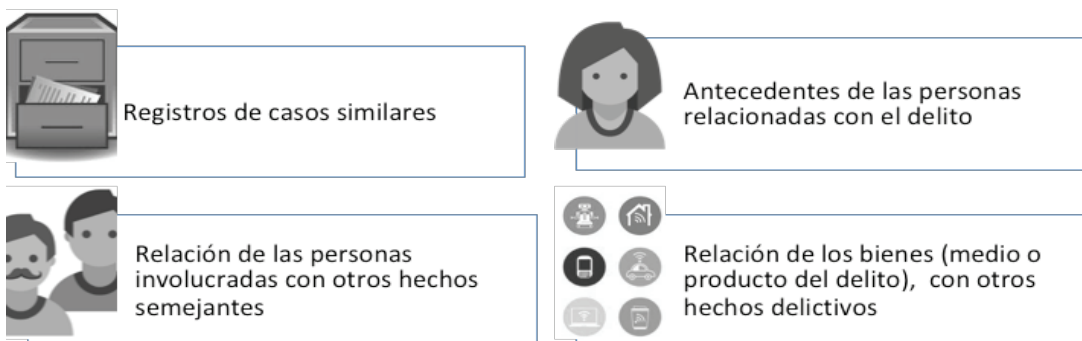 Registros de casos similares
Antecedentes de las personas
relacionadas con el delito
Relación de las personas
involucradas con otros hechos
semejantes
Relación de los bienes (medio o
producto del delito),  con otros
hechos delictivos